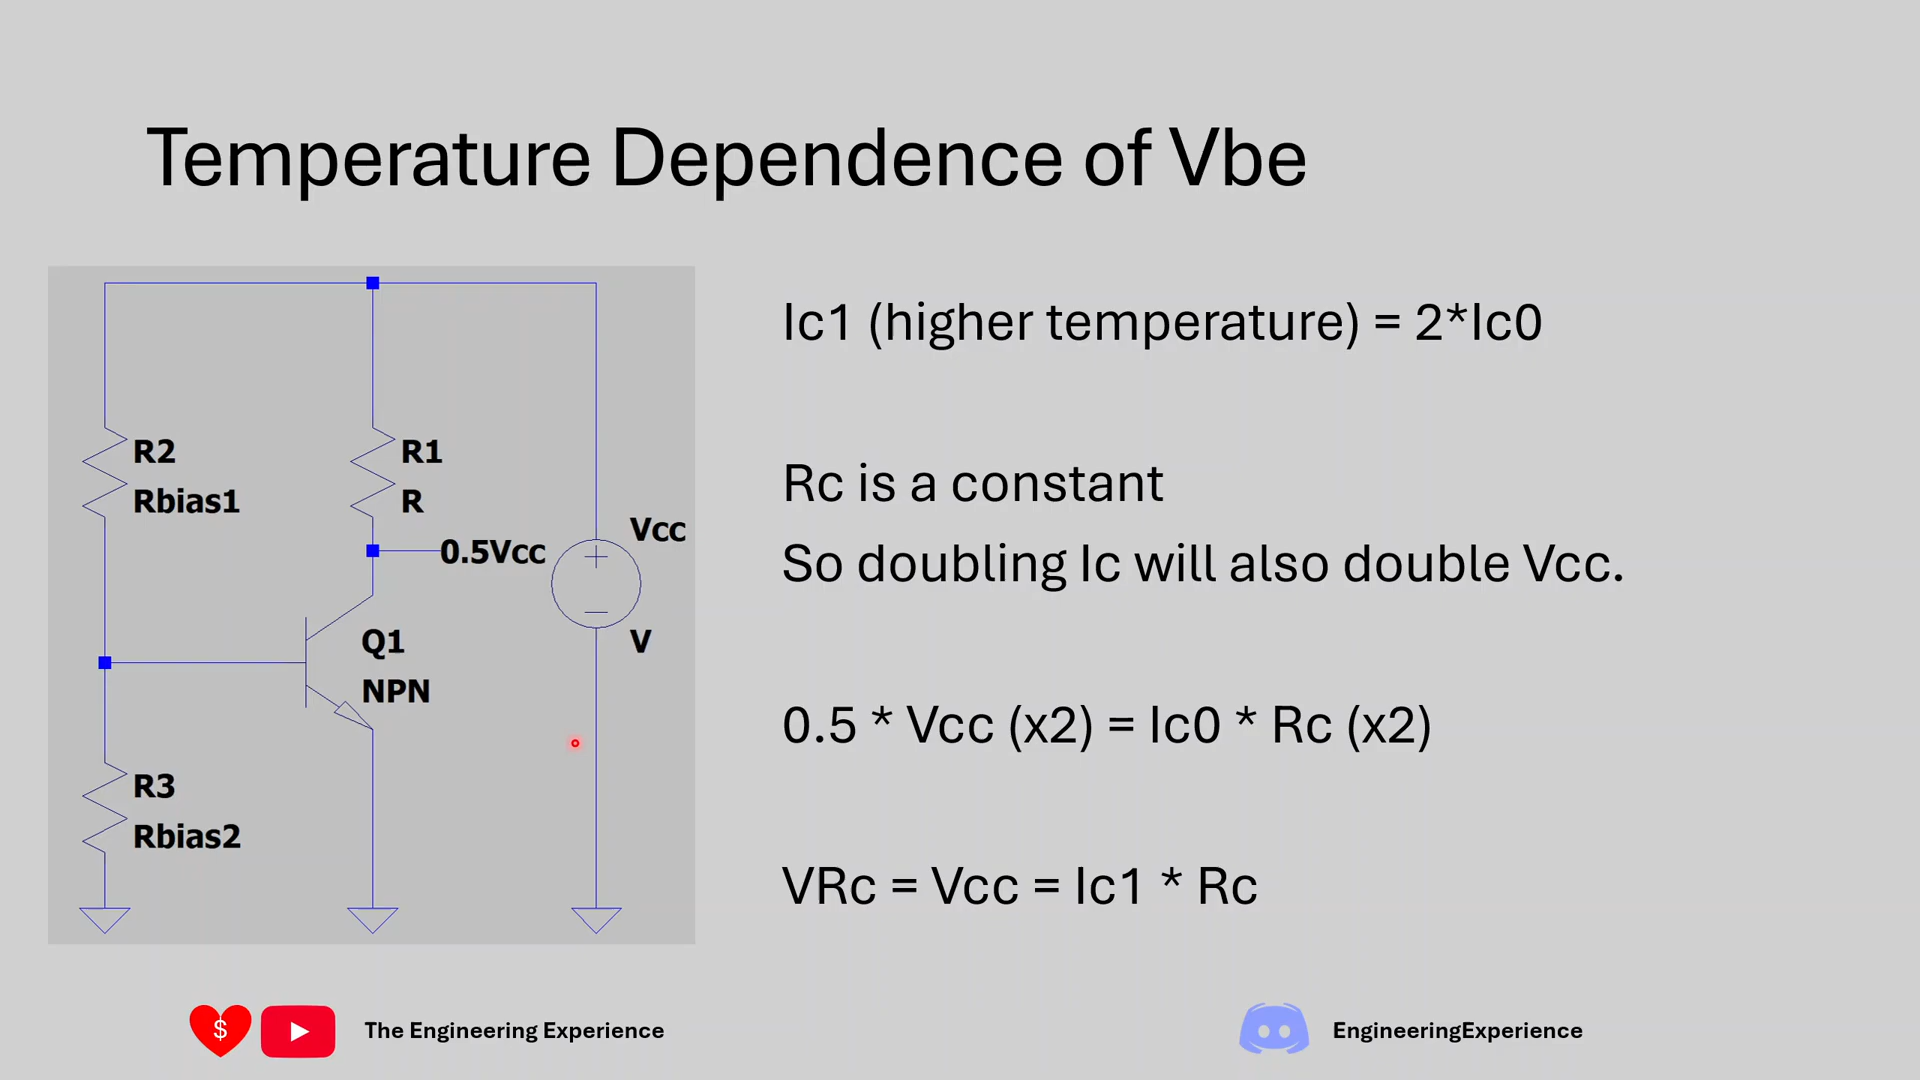 Temperature Dependence of Vbe
R2
Rbias1
R1
R
0.5Vcc
Vcc
V
Q1
NPN
R3
Rbias2
Ic1 (higher temperature) = 2*Ic0
Rc is a constant
So doubling Ic will also double Vcc.
0.5 * Vcc (x2) = Ic0 * Rc (x2)
VRc = Vcc = Ic1 * Rc
$
The Engineering Experience
EngineeringExperience